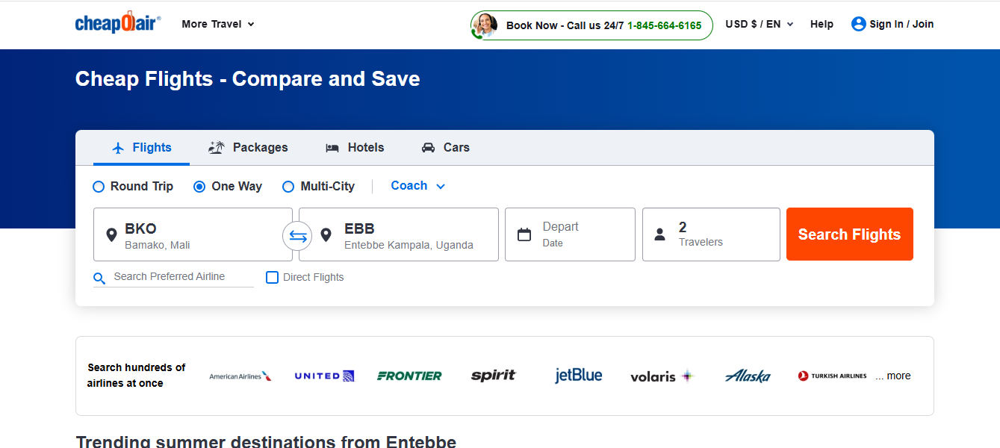 cheapOair®
More Travel
Book Now - Call us 24/7 1-845-664-6165
USD $ / EN
Help
Sign In / Join
Cheap Flights - Compare and Save
Flights
Packages
Hotels
Cars
Round Trip
One Way
Multi-City
Coach
BKO
Bamako, Mali
EBB
Entebbe Kampala, Uganda
Depart
Date
2
Travelers
Search Flights
Search Preferred Airline
Direct Flights
Search hundreds of
airlines at once
American Airlines
UNITED
FRONTIER
spirit
jetBlue
volaris
Alaska
TURKISH AIRLINES
... more
Trending summer destinations from Entebbe